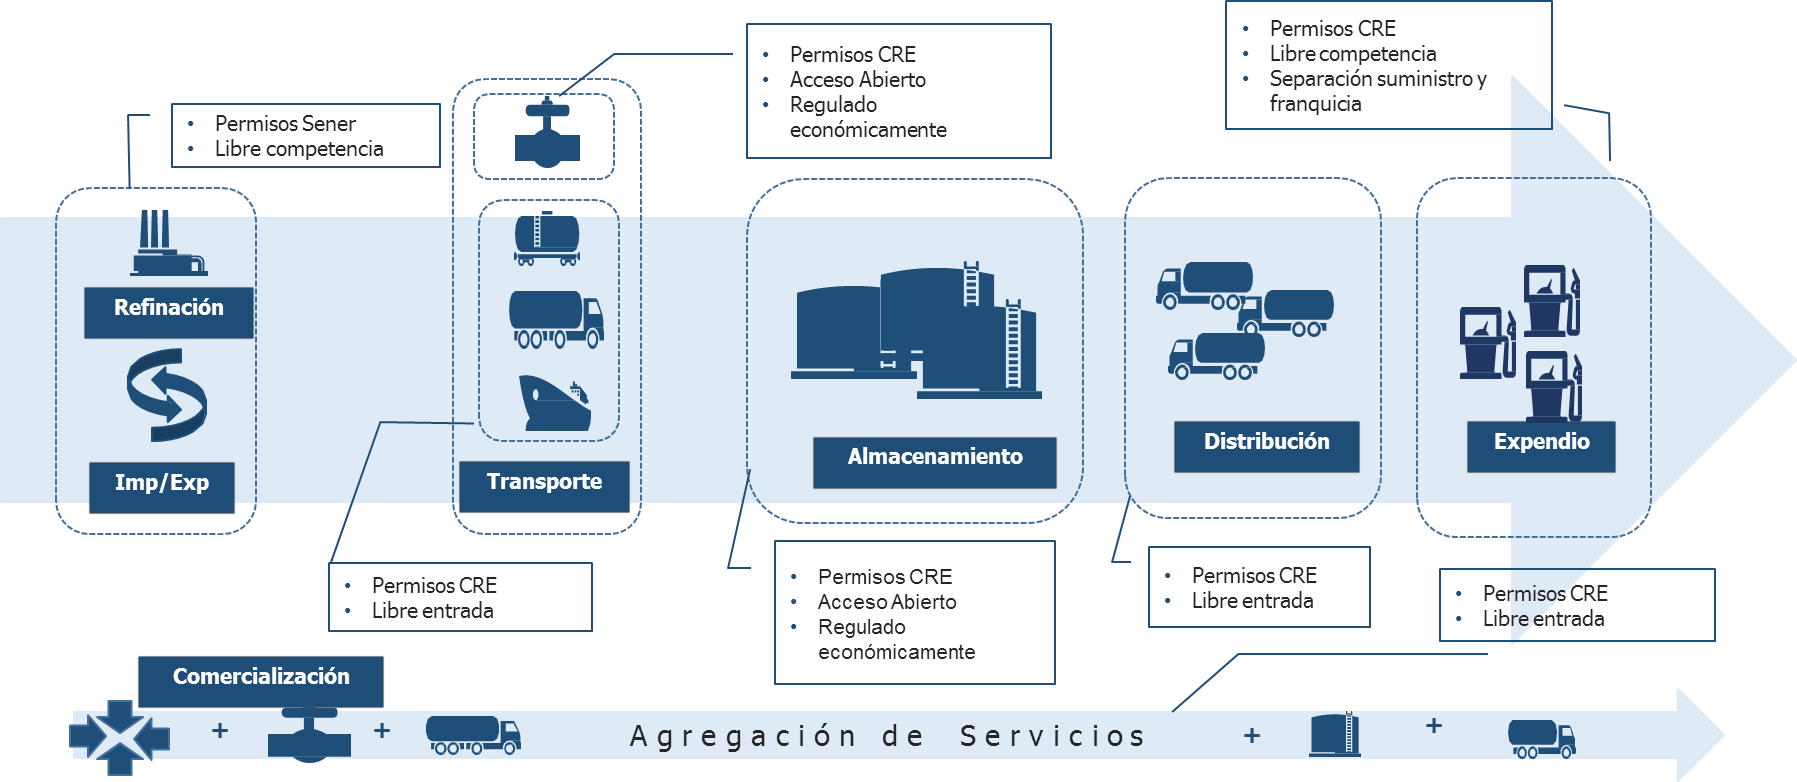 • Permisos CRE
• Libre competencia
• Separación suministro y
franquicia
• Permisos CRE
• Acceso Abierto
• Regulado
económicamente
• Permisos Sener
• Libre competencia
Refinación
Imp/Exp
Transporte
Almacenamiento
Distribución
Expendio
• Permisos CRE
• Libre entrada
• Permisos CRE
• Acceso Abierto
• Regulado
económicamente
• Permisos CRE
• Libre entrada
• Permisos CRE
• Libre entrada
Comercialización
+ + Agregación de Servicios + +